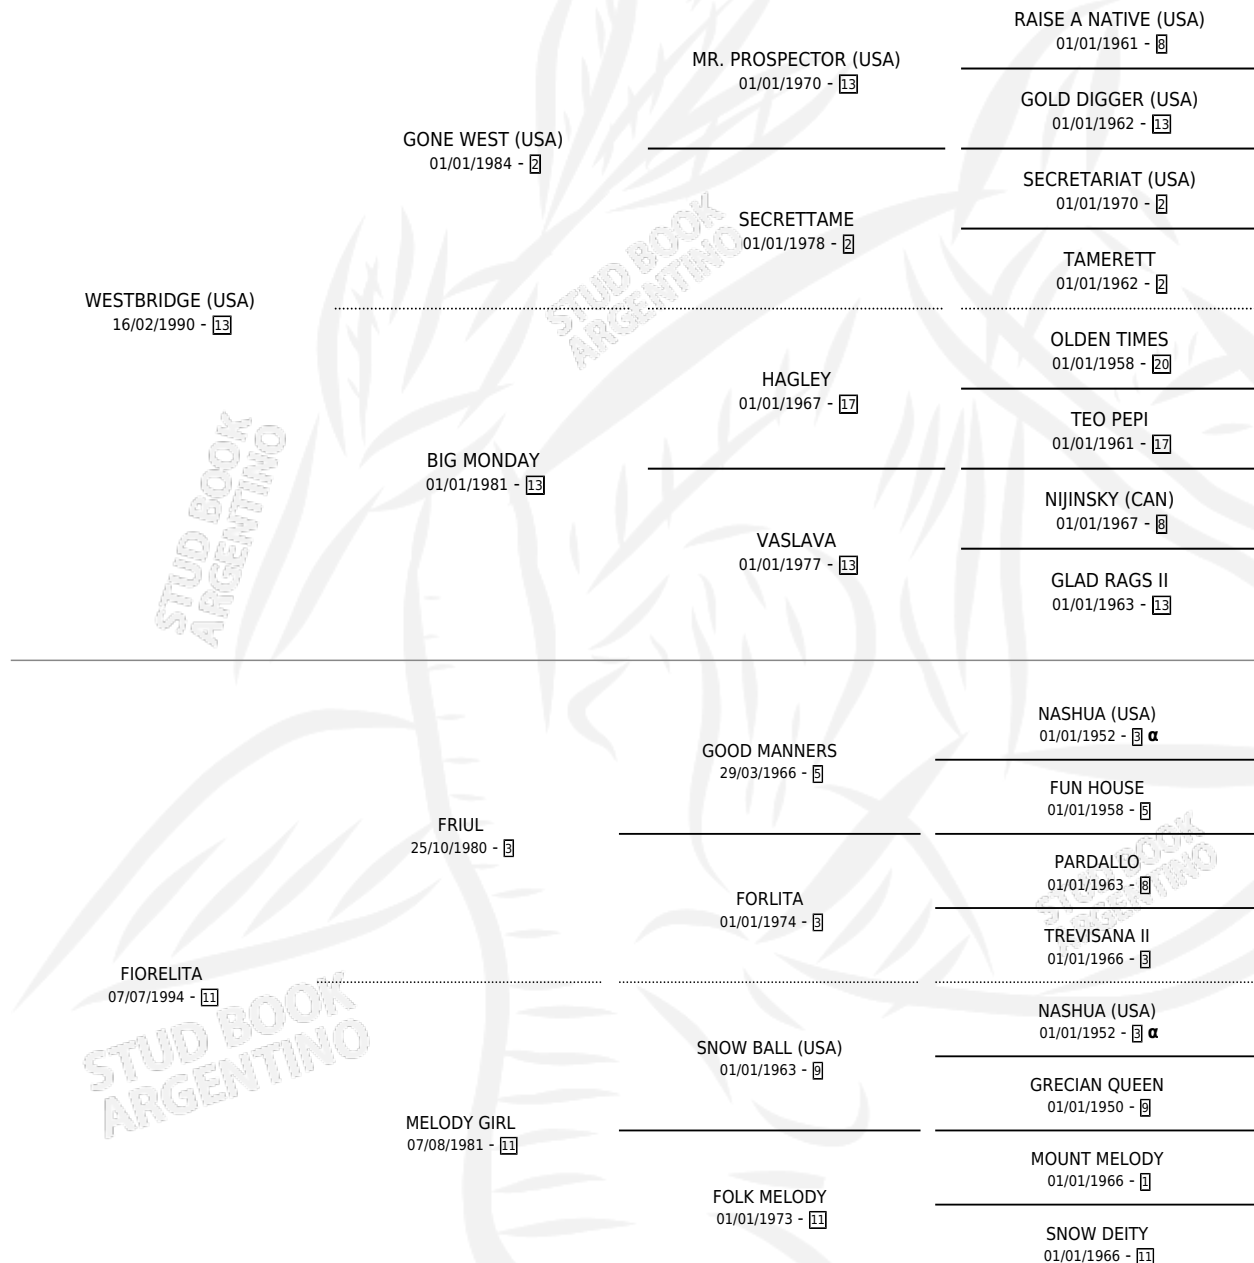 RAISE A NATIVE (USA)
01/01/1961 - 8
MR. PROSPECTOR (USA)
01/01/1970 - 13
GOLD DIGGER (USA)
01/01/1962 - 13
GONE WEST (USA)
01/01/1984 - 2
SECRETARIAT (USA)
01/01/1970 - 2
SECRETTAME
01/01/1978 - 2
TAMERETT
01/01/1962 - 2
WESTBRIDGE (USA)
16/02/1990 - 13
OLDEN TIMES
01/01/1958 - 20
HAGLEY
01/01/1967 - 17
TEO PEPI
01/01/1961 - 17
BIG MONDAY
01/01/1981 - 13
NIJINSKY (CAN)
01/01/1967 - 8
VASLAVA
01/01/1977 - 13
GLAD RAGS II
01/01/1963 - 13
STUD BOOK
ARGENTINO
STUD BOOK
ARGENTINO
NASHUA (USA)
01/01/1952 - 3 α
GOOD MANNERS
29/03/1966 - 5
FUN HOUSE
01/01/1958 - 5
FRIUL
25/10/1980 - 3
PARDALLO
01/01/1963 - 8
FORLITA
01/01/1974 - 3
TREVISANA II
01/01/1966 - 3
FIORELITA
07/07/1994 - 11
NASHUA (USA)
01/01/1952 - 3 α
SNOW BALL (USA)
01/01/1963 - 9
GRECIAN QUEEN
01/01/1950 - 9
MELODY GIRL
07/08/1981 - 11
MOUNT MELODY
01/01/1966 - 1
FOLK MELODY
01/01/1973 - 11
SNOW DEITY
01/01/1966 - 11
STUD BOOK
ARGENTINO
STUD BOOK
ARGENTINO